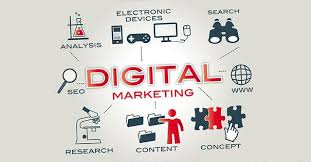 ELECTRONIC
DEVICES
SEARCH
ANALYSIS
SEO
DIGITAL
MARKETING
WWW
RESEARCH
CONTENT
CONCEPT